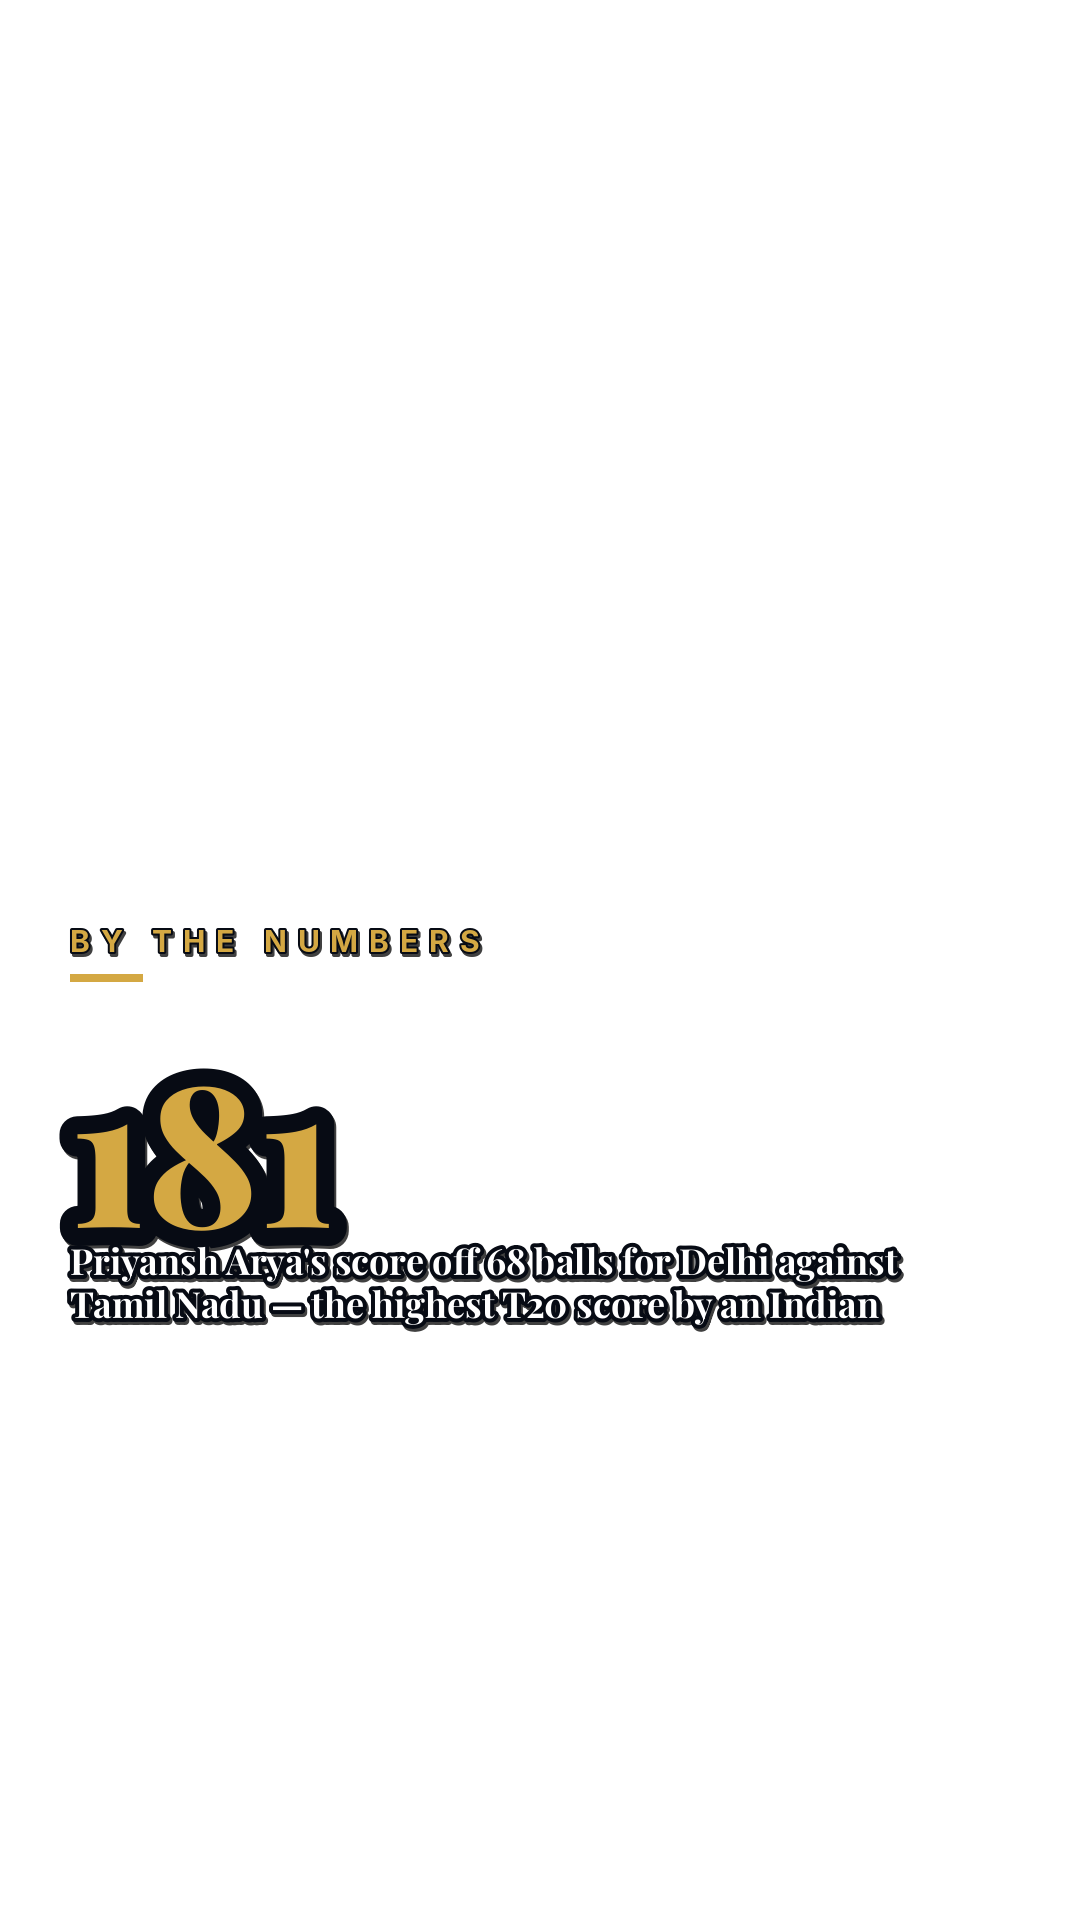 BY THE NUMBERS
181
Priyansh Arya's score off 68 balls for Delhi against
Tamil Nadu — the highest T20 score by an Indian